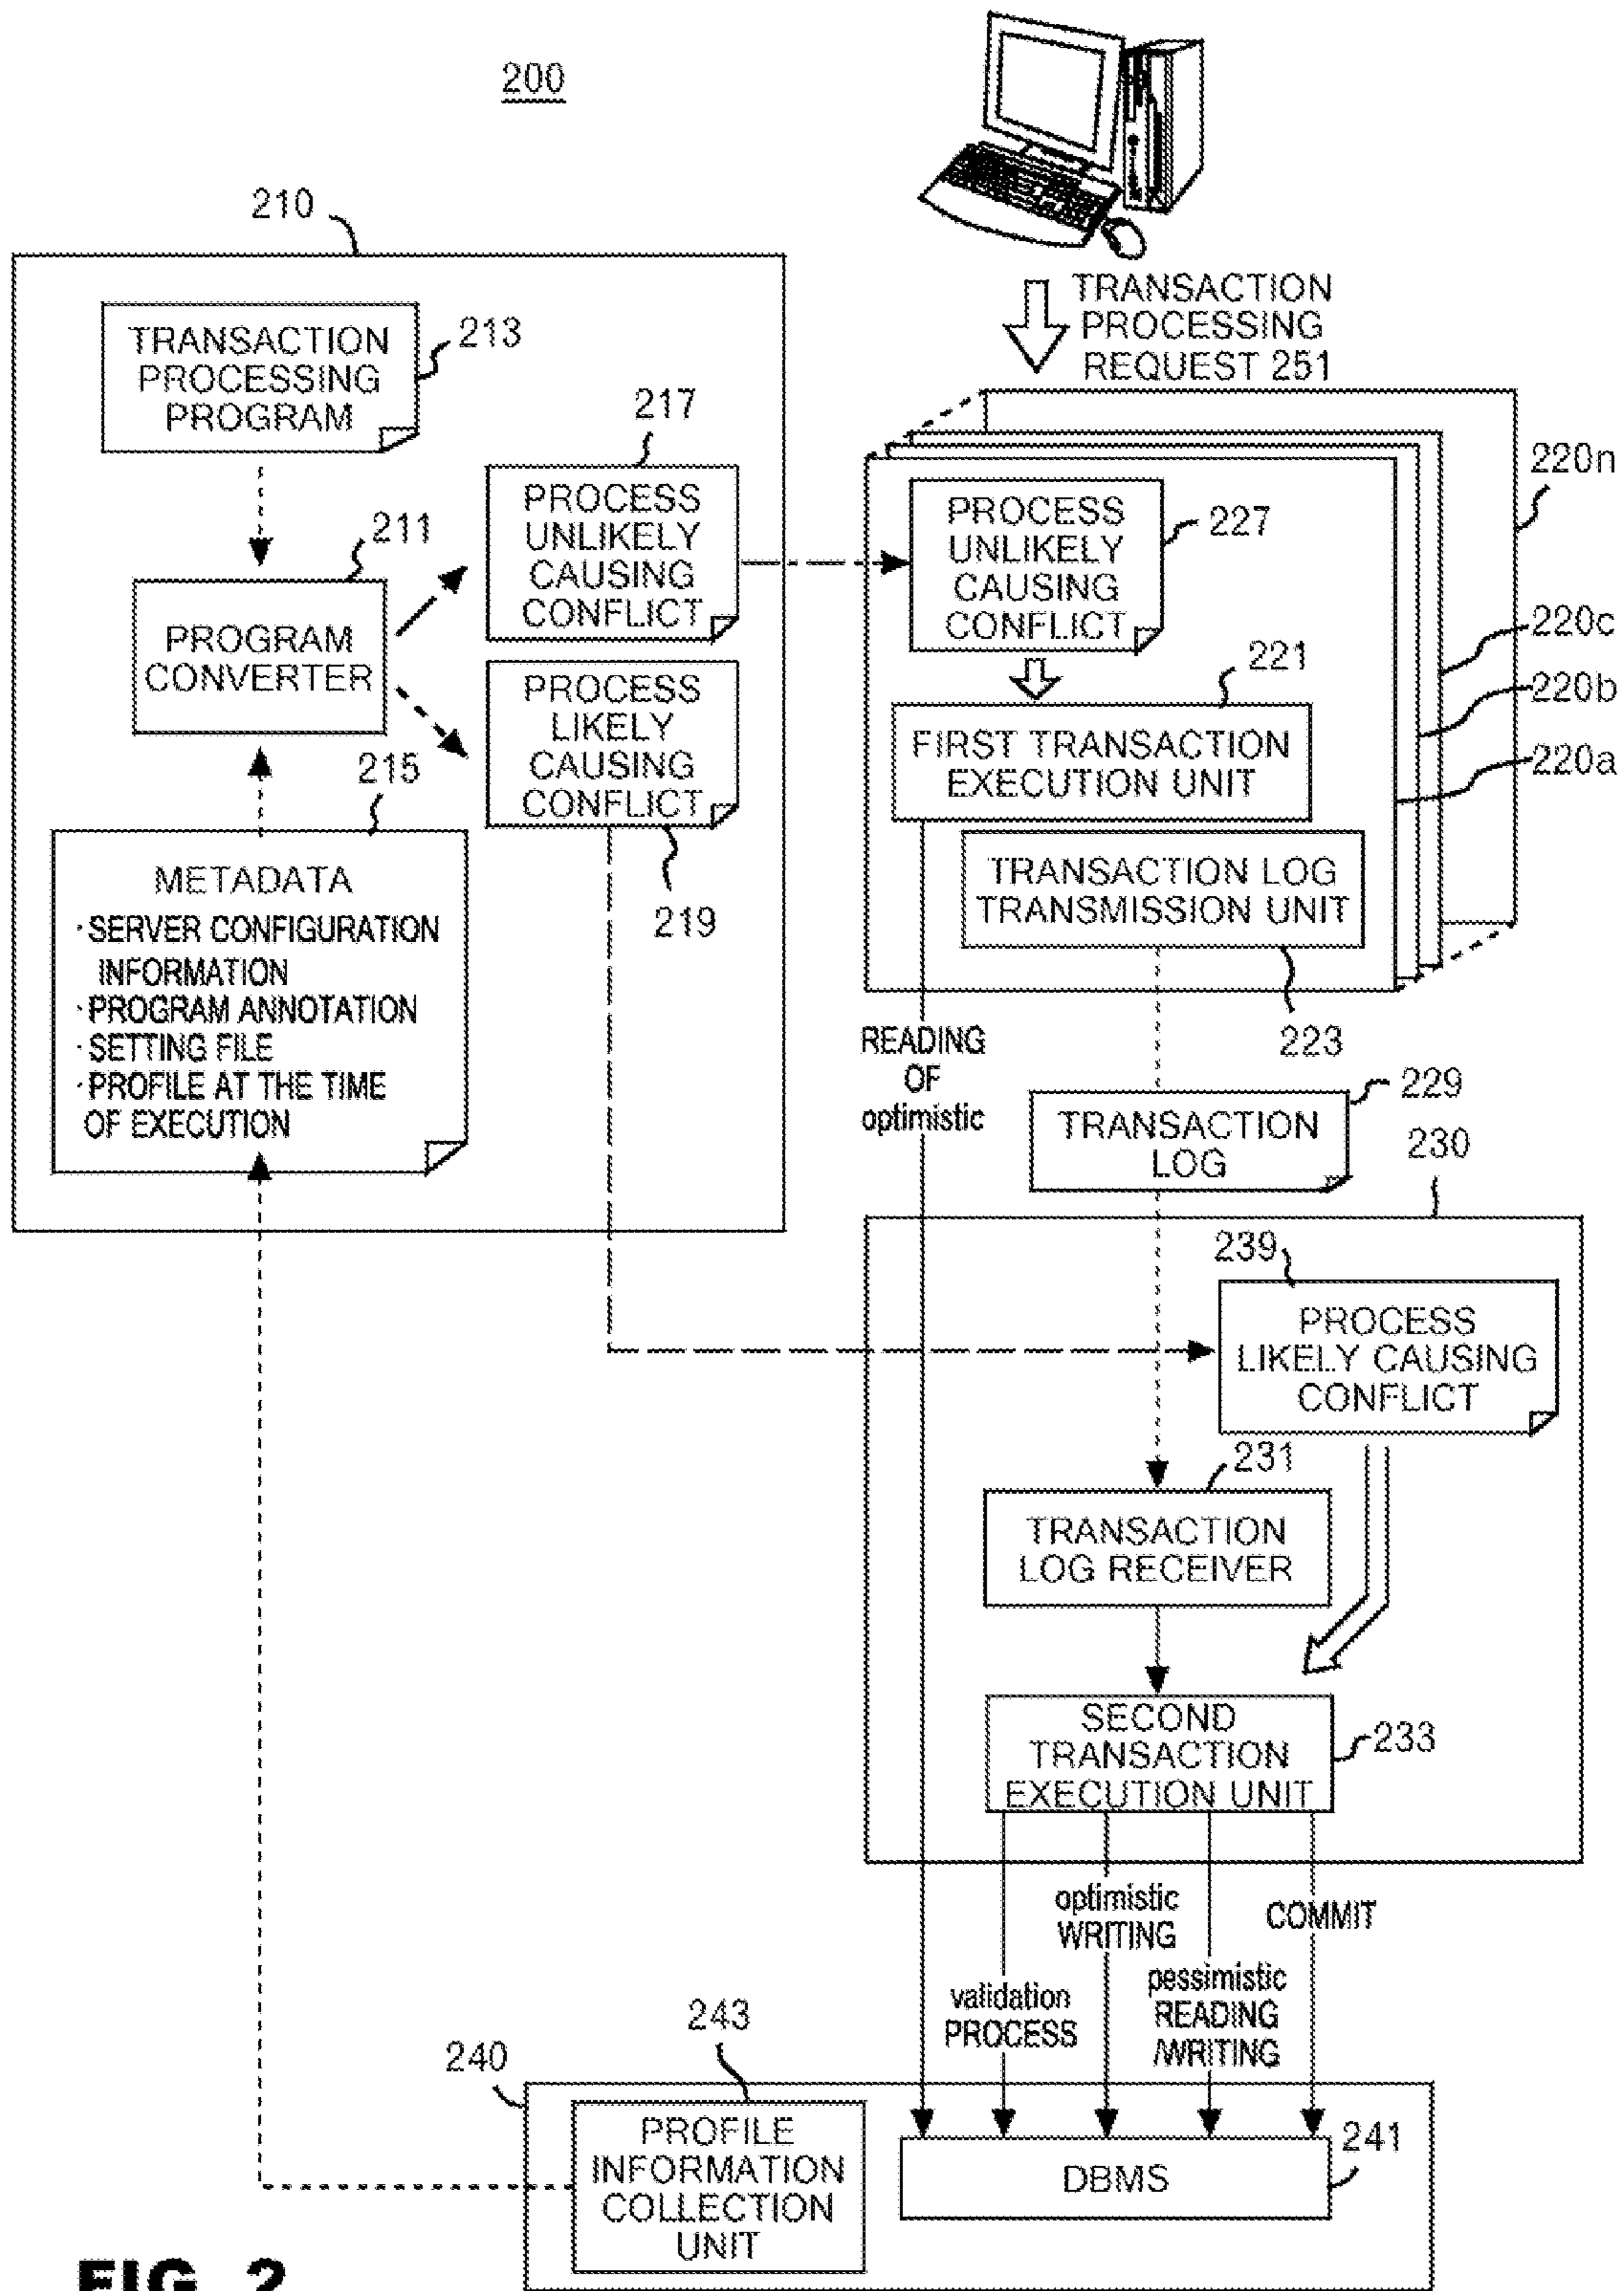 200
210
TRANSACTION
PROCESSING
PROGRAM
213
TRANSACTION
PROCESSING
REQUEST 251
217
211
PROCESS
UNLIKELY
CAUSING
CONFLICT
PROGRAM
CONVERTER
PROCESS
LIKELY
CAUSING
CONFLICT
219
215
METADATA
·SERVER CONFIGURATION
INFORMATION
·PROGRAM ANNOTATION
·SETTING FILE
·PROFILE AT THE TIME
OF EXECUTION
PROCESS
UNLIKELY
CAUSING
CONFLICT
227
220n
220c
220b
220a
221
FIRST TRANSACTION
EXECUTION UNIT
TRANSACTION LOG
TRANSMISSION UNIT
223
READING
OF
optimistic
229
TRANSACTION
LOG
230
239
PROCESS
LIKELY CAUSING
CONFLICT
231
TRANSACTION
LOG RECEIVER
SECOND
TRANSACTION
EXECUTION UNIT
233
optimistic
WRITING
COMMIT
validation
PROCESS
pessimistic
READING
/WRITING
243
240
PROFILE
INFORMATION
COLLECTION
UNIT
DBMS
241
FIG. 2